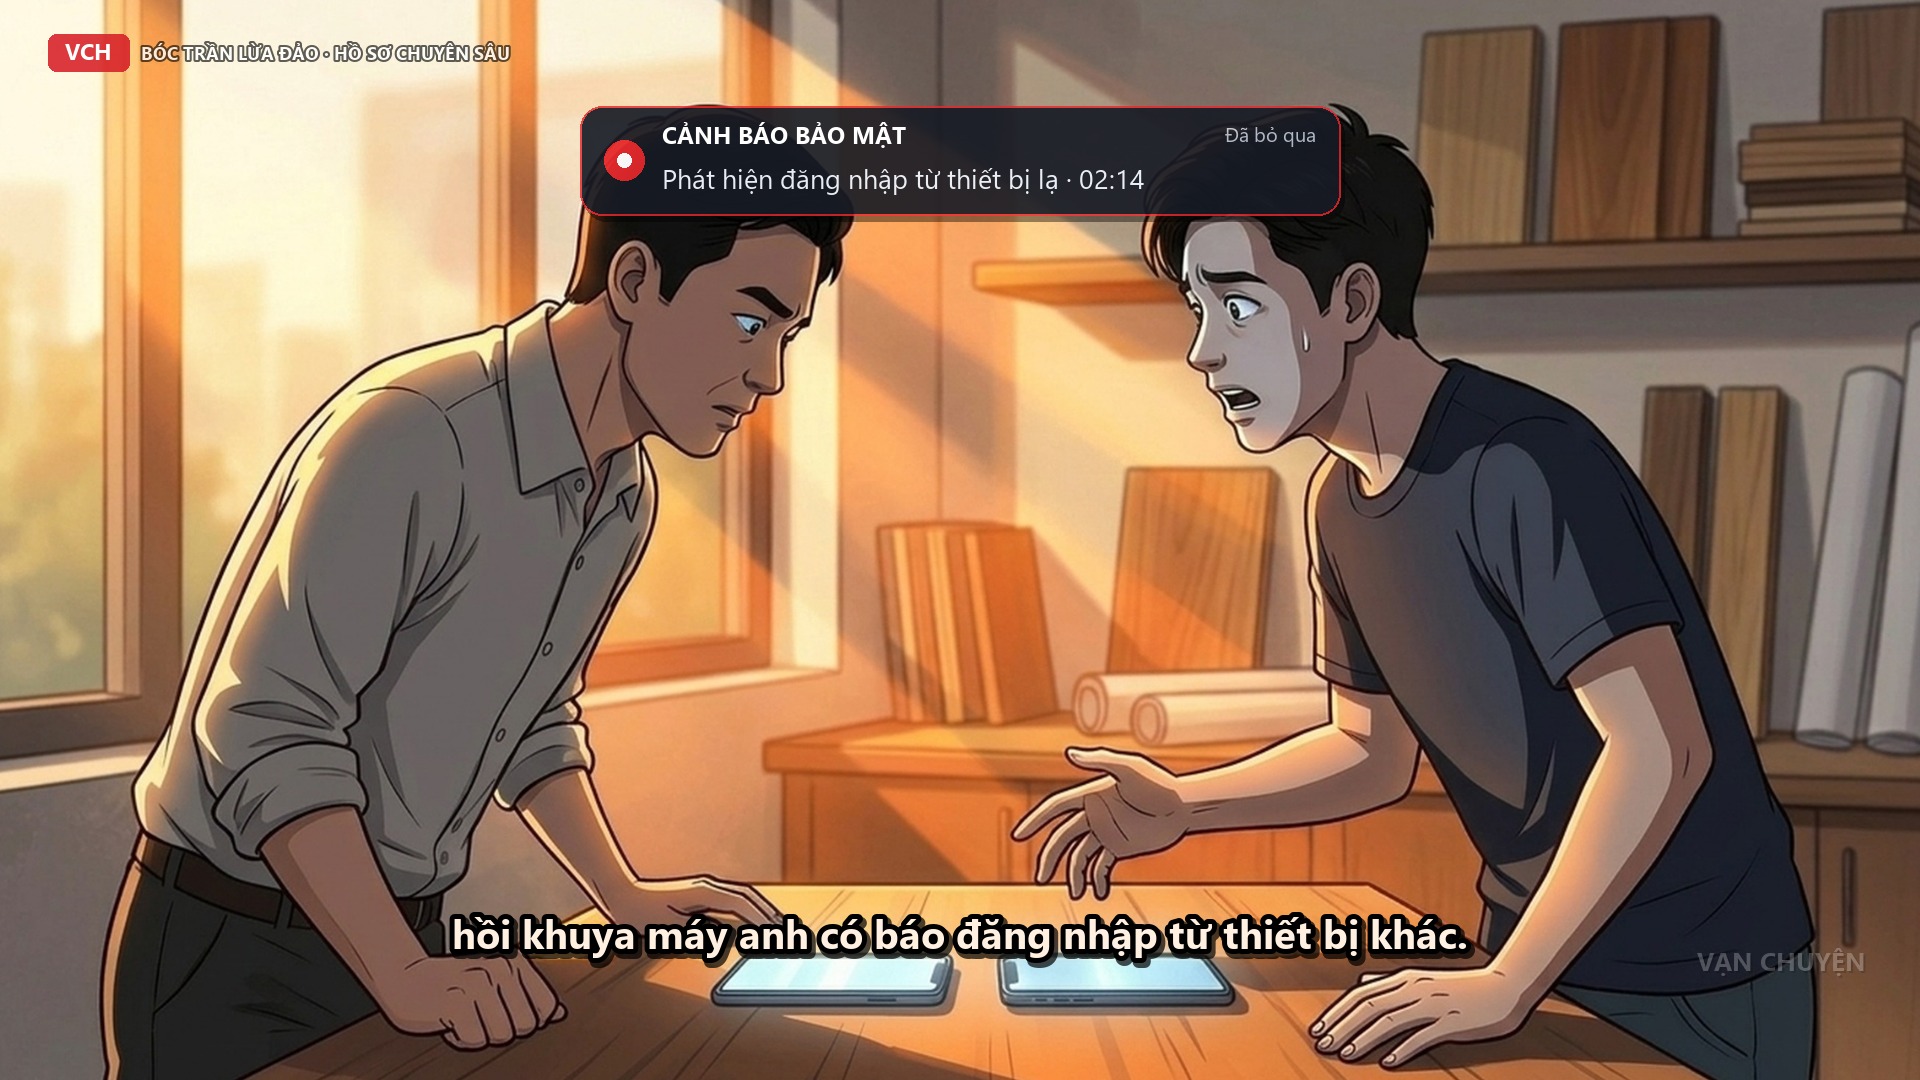 VCH BÓC TRẦN LỪA ĐẢO · HỒ SƠ CHUYÊN SÂU
CẢNH BÁO BẢO MẬT Đã bỏ qua
Phát hiện đăng nhập từ thiết bị lạ · 02:14
hồi khuya máy anh có báo đăng nhập từ thiết bị khác.
VẠN CHUYỆN